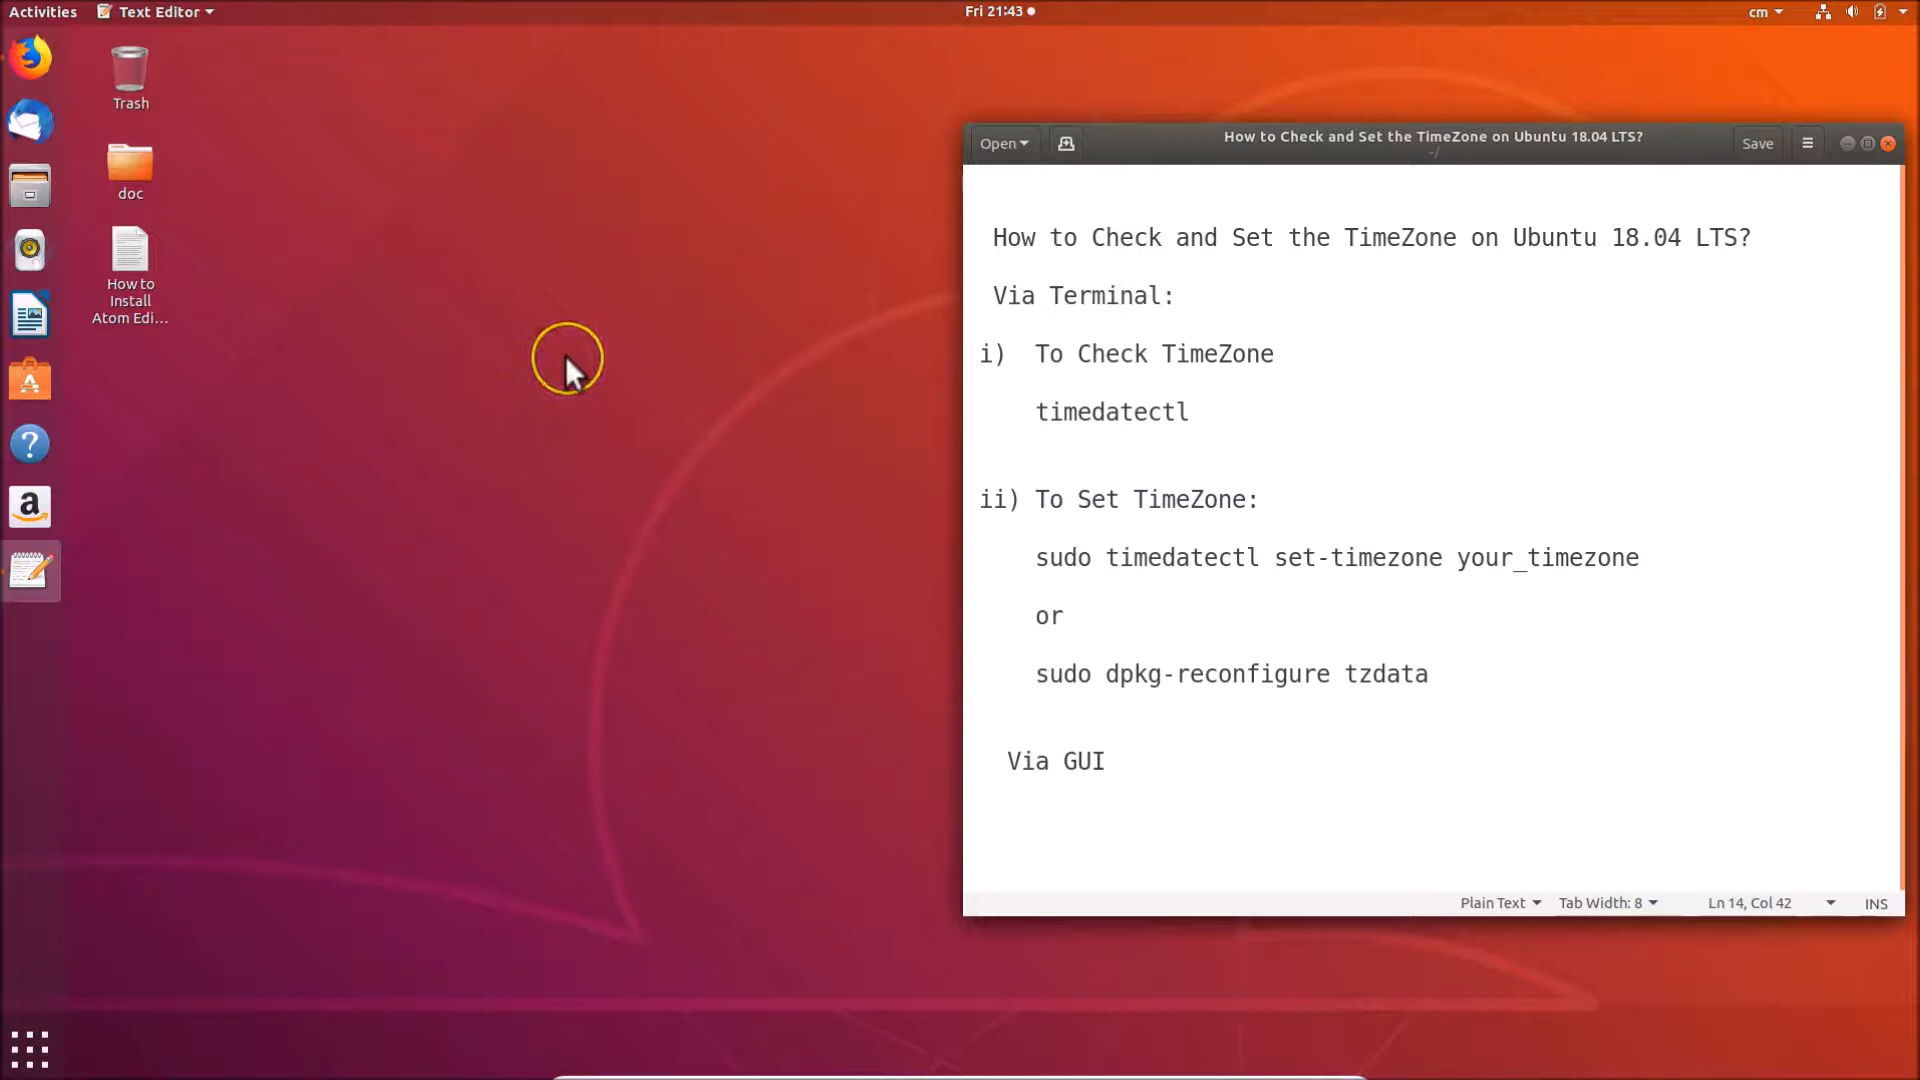 Activities
Text Editor
Fri 21:43
cm
Trash
doc
How to
Install
Atom Edi...
Open
How to Check and Set the TimeZone on Ubuntu 18.04 LTS?
~/
Save
How to Check and Set the TimeZone on Ubuntu 18.04 LTS?
Via Terminal:
i) To Check TimeZone
timedatectl
ii) To Set TimeZone:
sudo timedatectl set-timezone your_timezone
or
sudo dpkg-reconfigure tzdata
Via GUI
Plain Text
Tab Width: 8
Ln 14, Col 42
INS